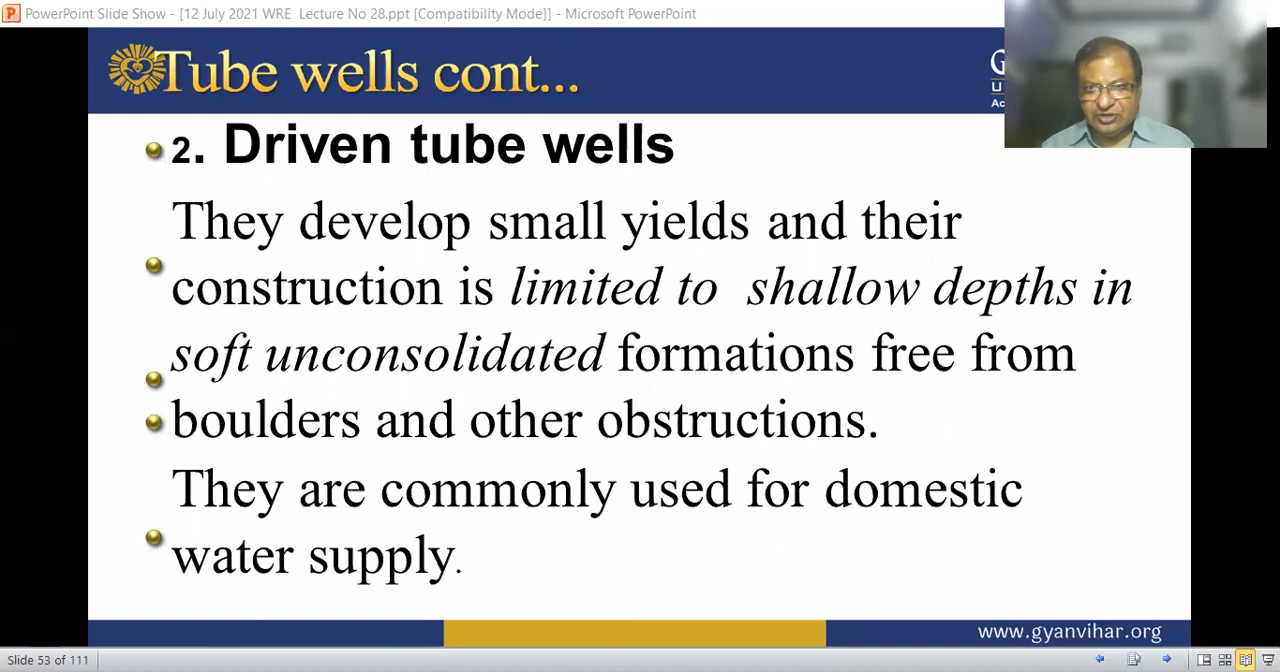 PowerPoint Slide Show - [12 July 2021 WRE Lecture No 28.ppt [Compatibility Mode]] - Microsoft PowerPoint
Tube wells cont...
G
U
Ac
2. Driven tube wells
They develop small yields and their
construction is limited to shallow depths in
soft unconsolidated formations free from
boulders and other obstructions.
They are commonly used for domestic
water supply.
www.gyanvihar.org
Slide 53 of 111